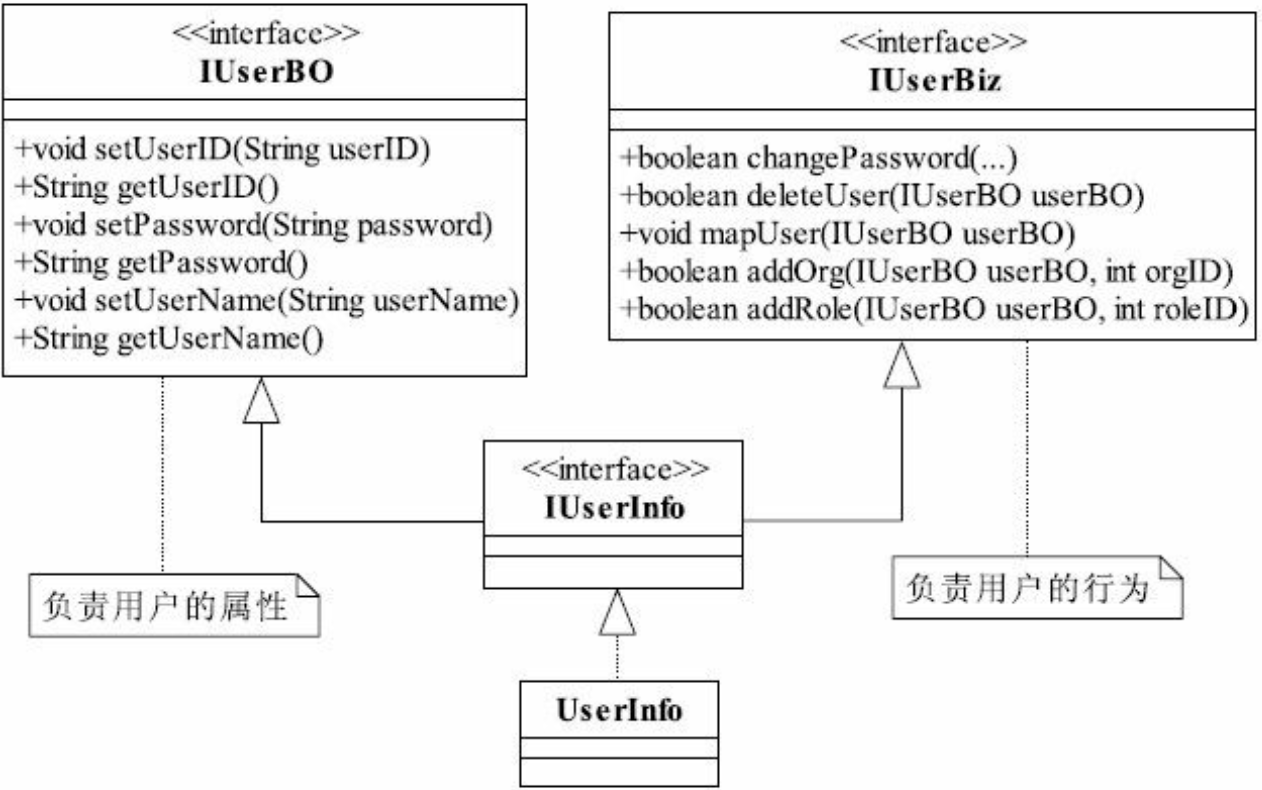 <<interface>>
IUserBO
+void setUserID(String userID)
+String getUserID()
+void setPassword(String password)
+String getPassword()
+void setUserName(String userName)
+String getUserName()
<<interface>>
IUserBiz
+boolean changePassword(...)
+boolean deleteUser(IUserBO userBO)
+void mapUser(IUserBO userBO)
+boolean addOrg(IUserBO userBO, int orgID)
+boolean addRole(IUserBO userBO, int roleID)
<<interface>>
IUserInfo
负责用户的属性
负责用户的行为
UserInfo